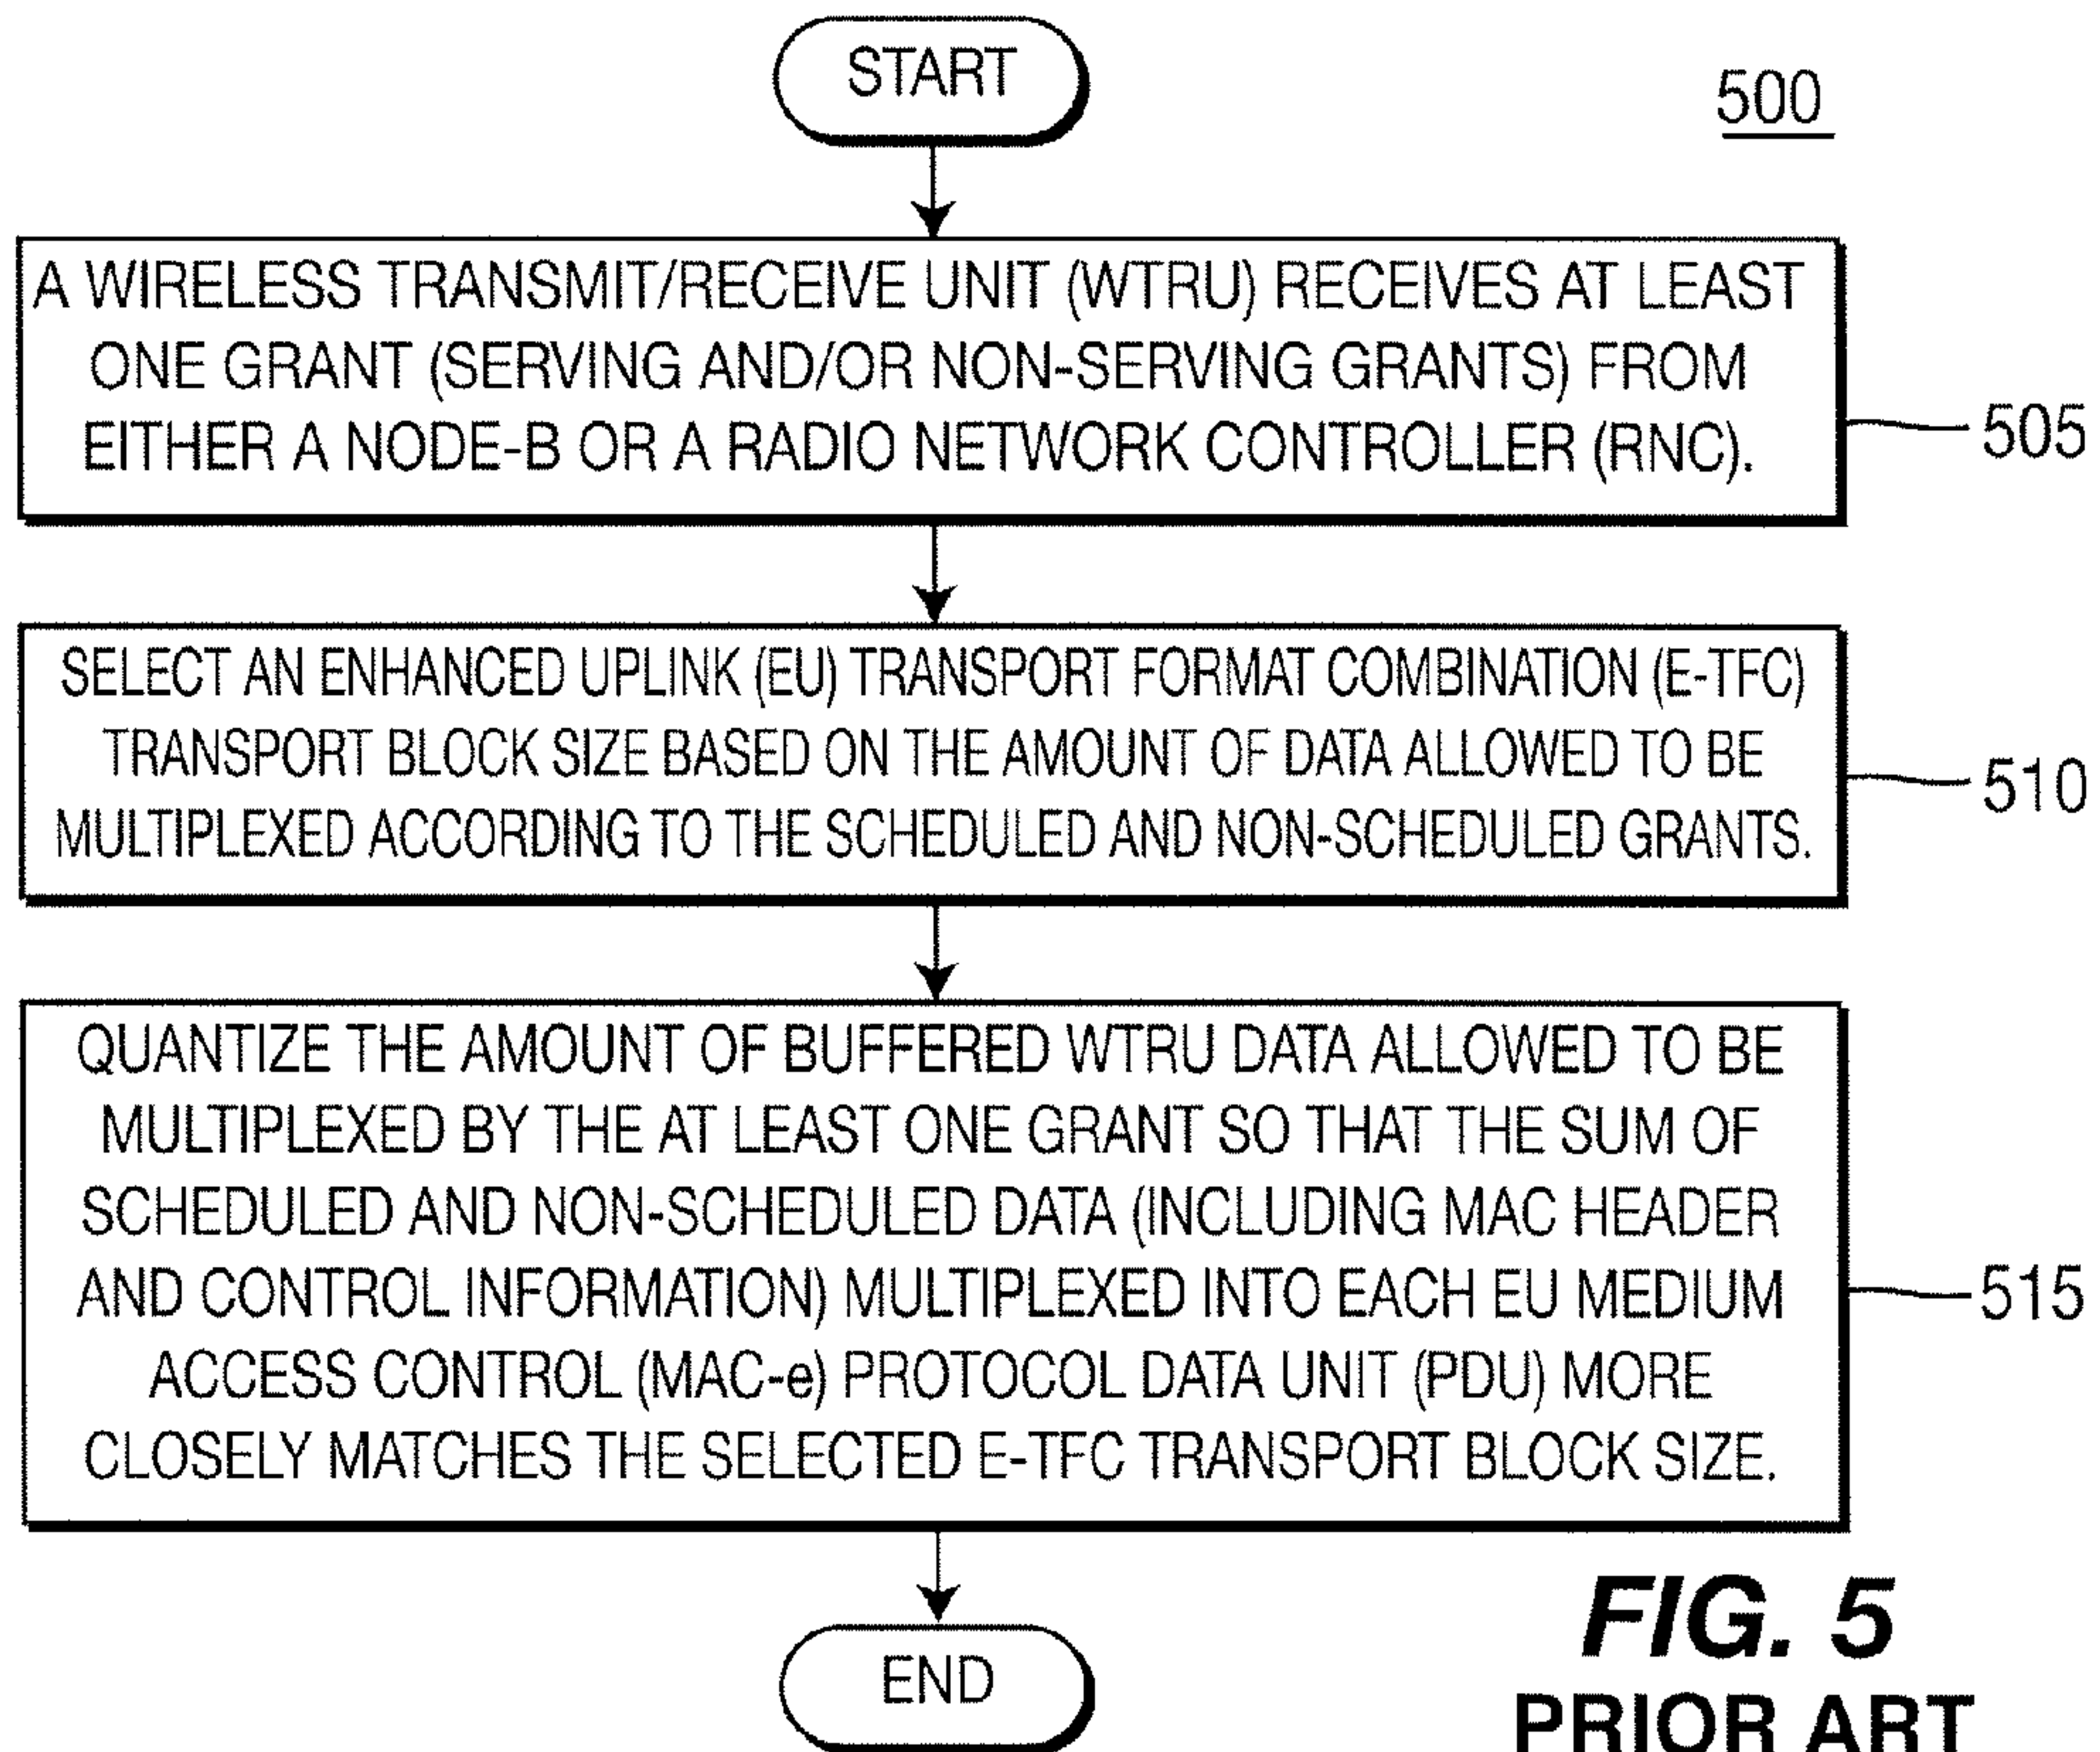 START
500
A WIRELESS TRANSMIT/RECEIVE UNIT (WTRU) RECEIVES AT LEAST
ONE GRANT (SERVING AND/OR NON-SERVING GRANTS) FROM
EITHER A NODE-B OR A RADIO NETWORK CONTROLLER (RNC).
505
SELECT AN ENHANCED UPLINK (EU) TRANSPORT FORMAT COMBINATION (E-TFC)
TRANSPORT BLOCK SIZE BASED ON THE AMOUNT OF DATA ALLOWED TO BE
MULTIPLEXED ACCORDING TO THE SCHEDULED AND NON-SCHEDULED GRANTS.
510
QUANTIZE THE AMOUNT OF BUFFERED WTRU DATA ALLOWED TO BE
MULTIPLEXED BY THE AT LEAST ONE GRANT SO THAT THE SUM OF
SCHEDULED AND NON-SCHEDULED DATA (INCLUDING MAC HEADER
AND CONTROL INFORMATION) MULTIPLEXED INTO EACH EU MEDIUM
ACCESS CONTROL (MAC-e) PROTOCOL DATA UNIT (PDU) MORE
CLOSELY MATCHES THE SELECTED E-TFC TRANSPORT BLOCK SIZE.
515
END
FIG. 5
PRIOR ART